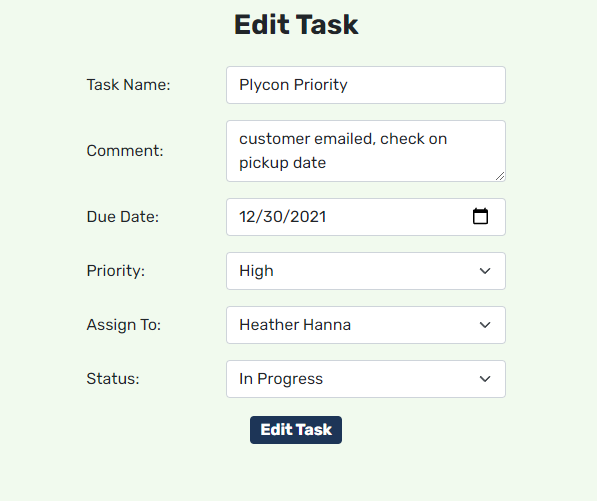 Edit Task
Task Name: Plycon Priority
Comment: customer emailed, check on
pickup date
Due Date: 12/30/2021
Priority: High
Assign To: Heather Hanna
Status: In Progress
Edit Task